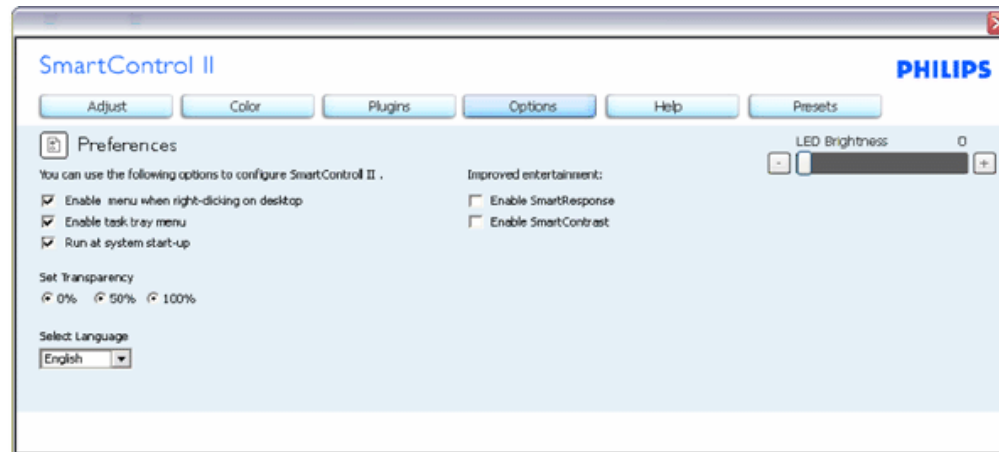 SmartControl II
PHILIPS
Adjust Color Plugins Options Help Presets
Preferences
LED Brightness 0
- +
You can use the following options to configure SmartControl II .
Enable menu when right-clicking on desktop
Enable task tray menu
Run at system start-up
Improved entertainment:
Enable SmartResponse
Enable SmartContrast
Set Transparency
0% 50% 100%
Select Language
English